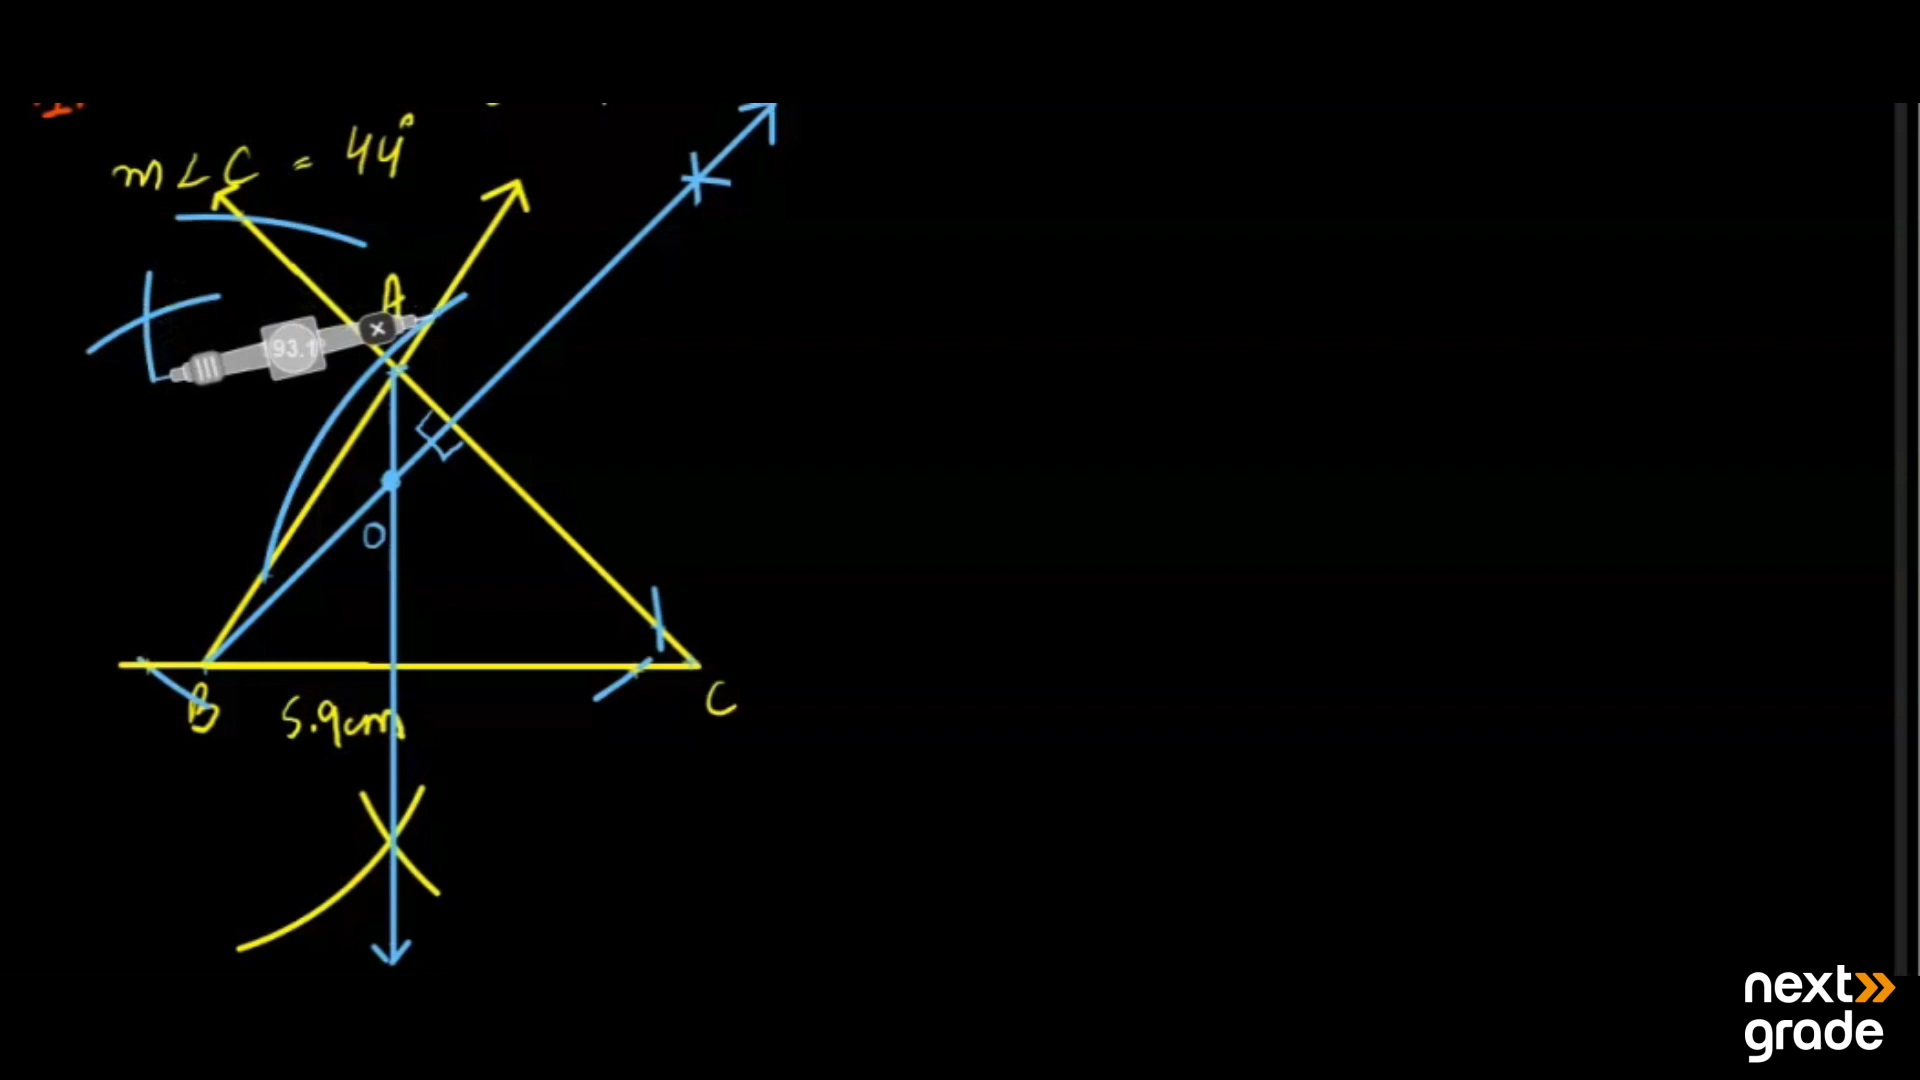 m∠C = 44°
A
93.1°
O
B 5.9cm C
next
grade